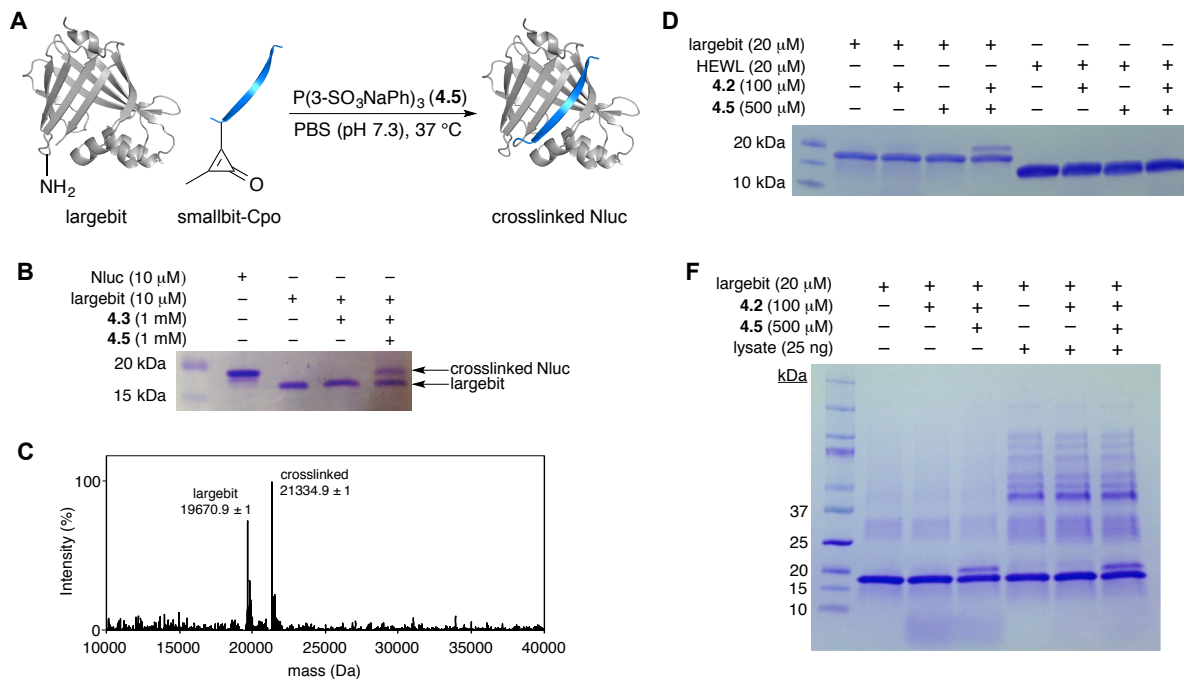 A
P(3-SO₃NaPh)₃ (4.5)
PBS (pH 7.3), 37 °C
NH₂
O
largebit
smallbit-Cpo
crosslinked Nluc
B
Nluc (10 μM) + – – –
largebit (10 μM) – + + +
4.3 (1 mM) – – + +
4.5 (1 mM) – – – +
20 kDa
15 kDa
crosslinked Nluc
largebit
C
Intensity (%)
100
0
largebit
19670.9 ± 1
crosslinked
21334.9 ± 1
10000 15000 20000 25000 30000 35000 40000
mass (Da)
D
largebit (20 μM) + + + + – – – –
HEWL (20 μM) – – – – + + + +
4.2 (100 μM) – + – + – + – +
4.5 (500 μM) – – + + – – + +
20 kDa
10 kDa
F
largebit (20 μM) + + + + + +
4.2 (100 μM) – + + – + +
4.5 (500 μM) – – + – – +
lysate (25 ng) – – – + + +
kDa
37
25
20
15
10